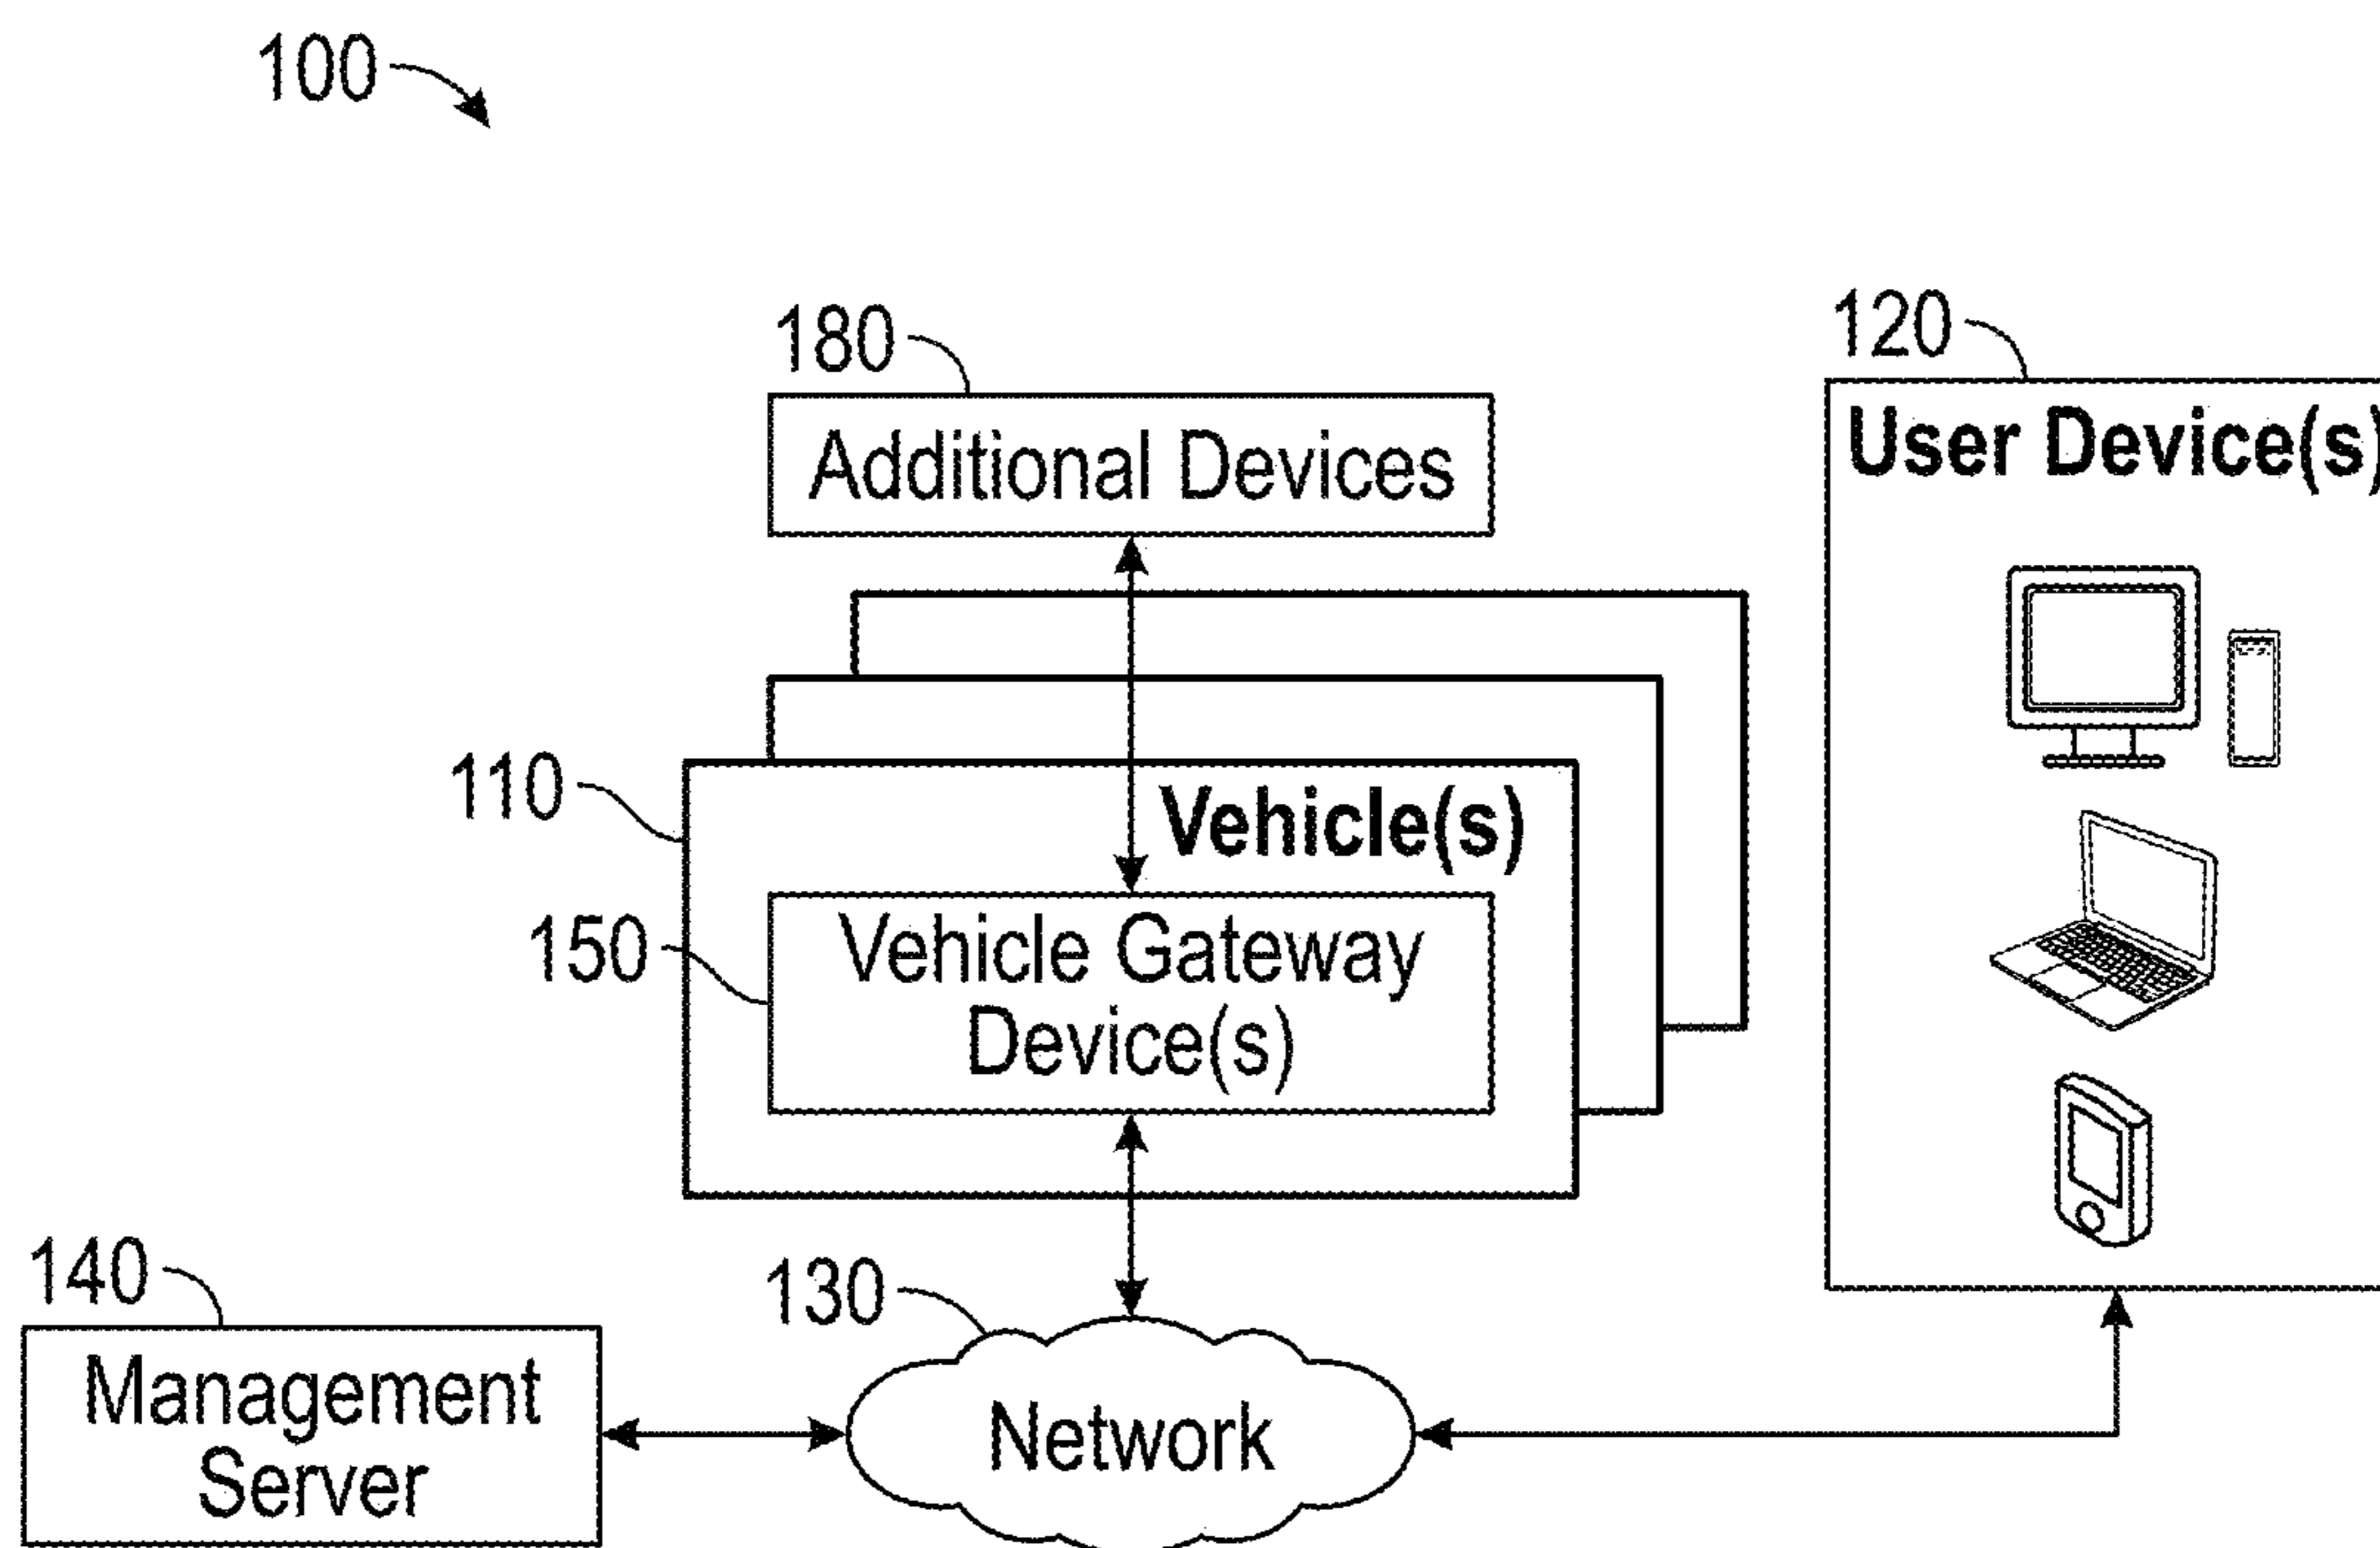 100
180
Additional Devices
120
User Device(s)
110
Vehicle(s)
150
Vehicle Gateway
Device(s)
140
Management
Server
130
Network